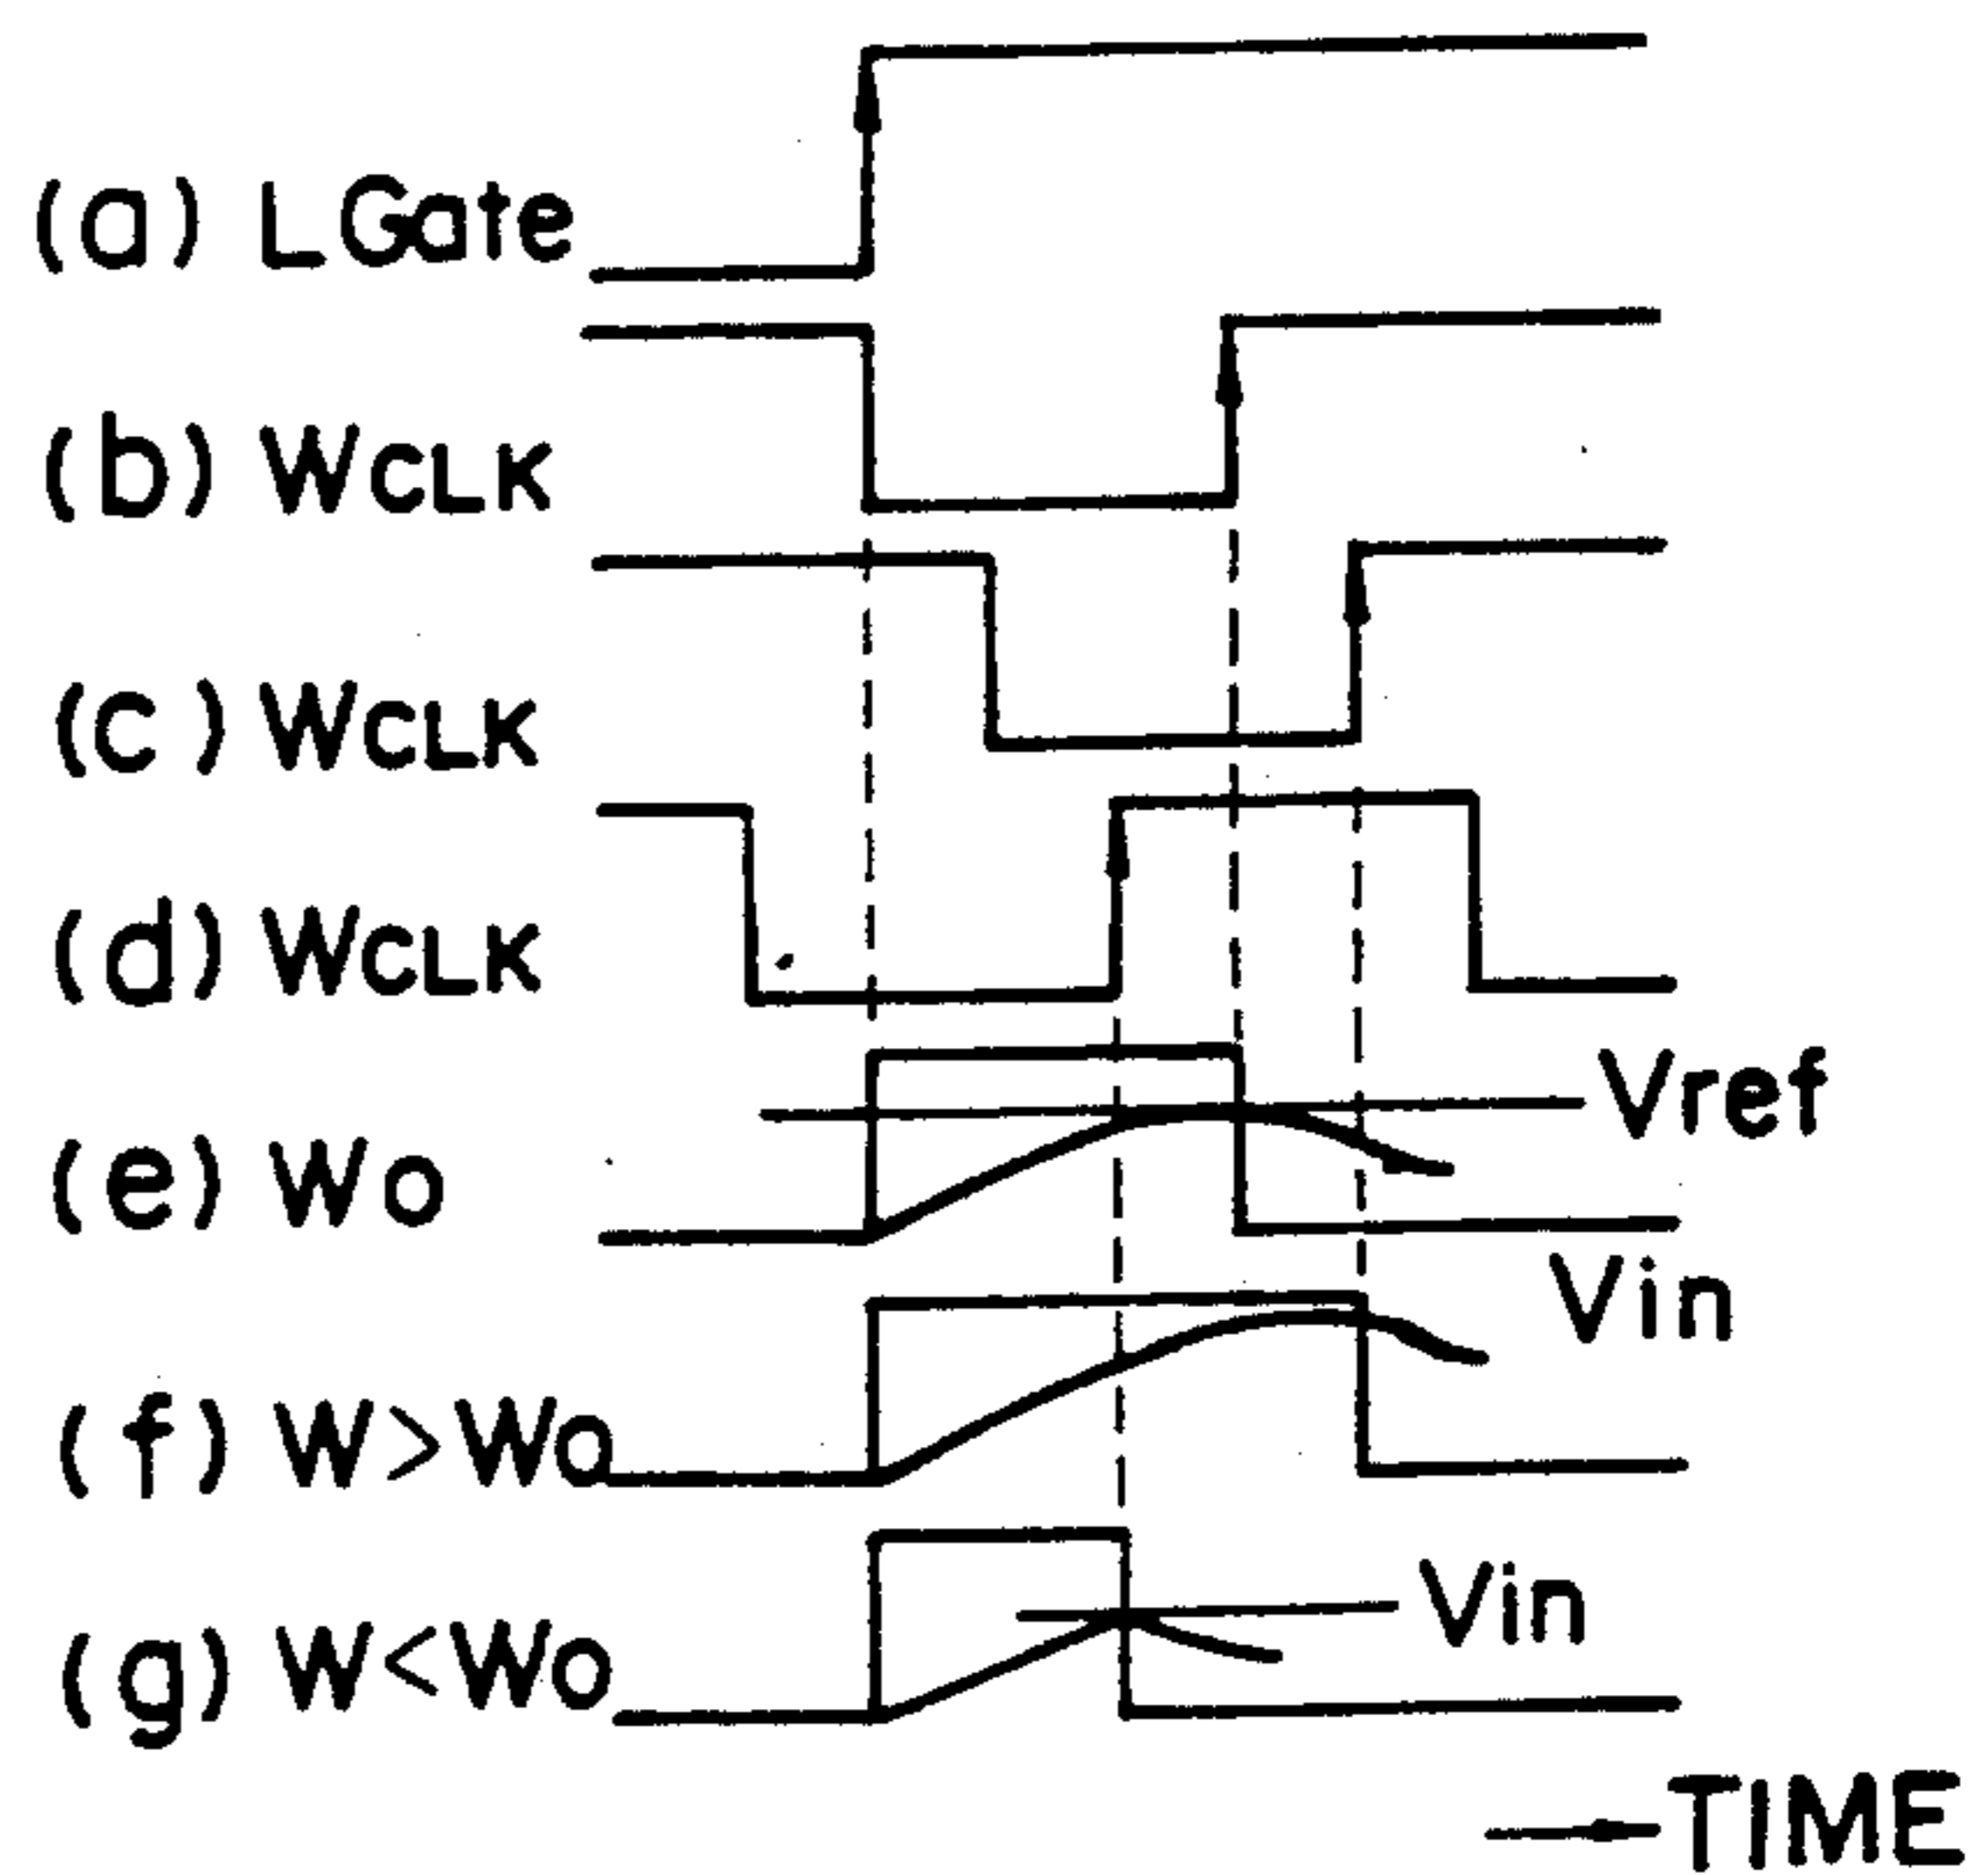 (a) LGate
(b) WCLK
(c) WCLK
(d) WCLK
Vref
(e) Wo
Vin
(f) W>Wo
Vin
(g) W<Wo
TIME